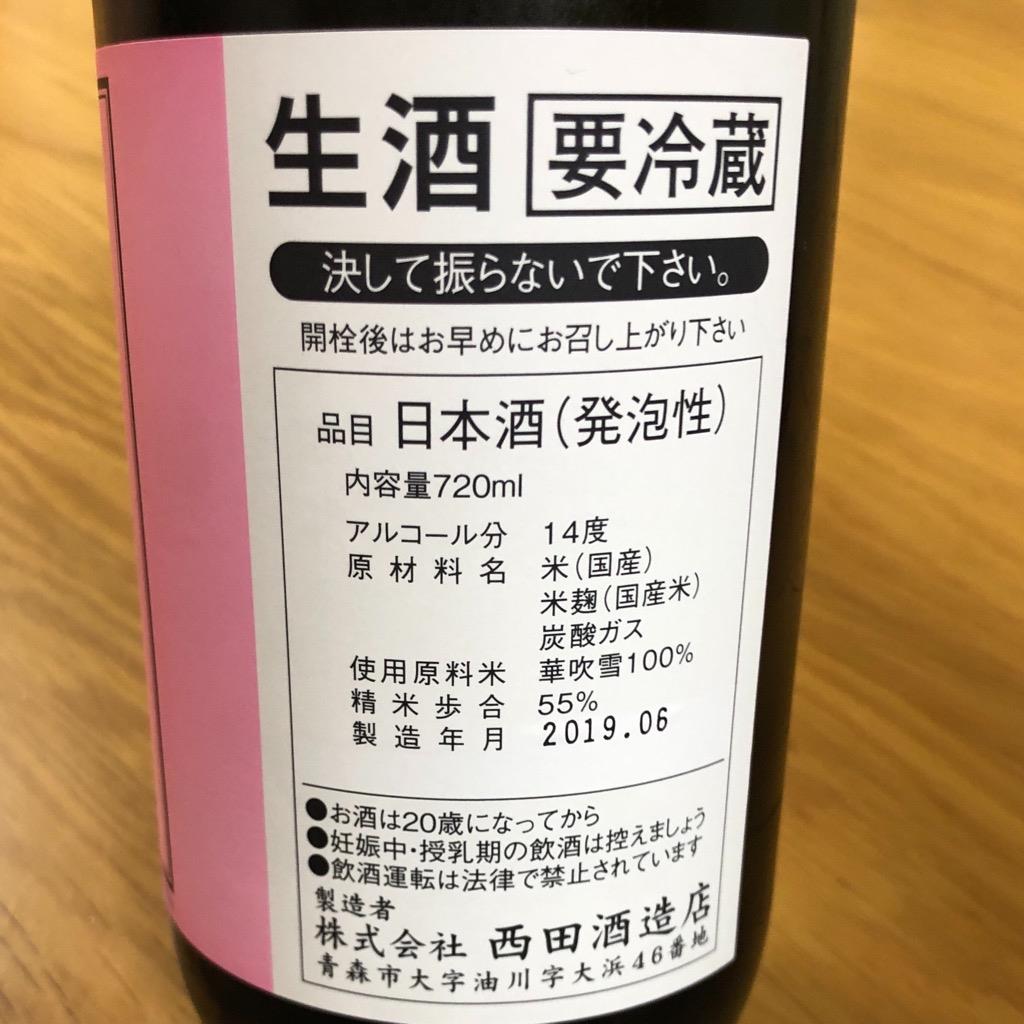 生酒 要冷蔵
決して振らないで下さい。
開栓後はお早めにお召し上がり下さい
品目 日本酒(発泡性)
内容量720ml
アルコール分 14度
原材料名 米(国産)
米麹(国産米)
炭酸ガス
使用原料米 華吹雪100%
精米歩合 55%
製造年月 2019.06
●お酒は20歳になってから
●妊娠中・授乳期の飲酒は控えましょう
●飲酒運転は法律で禁止されています
製造者
株式会社 西田酒造店
青森市大字油川字大浜46番地